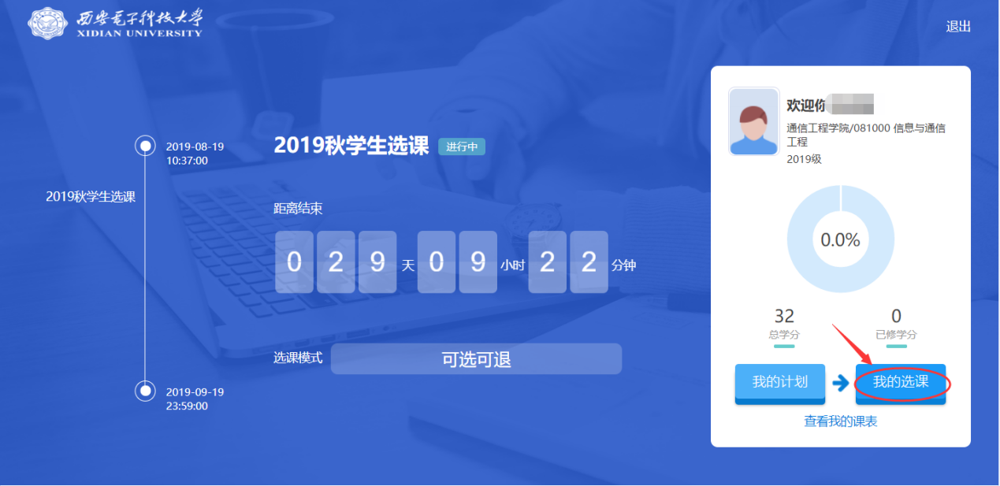 西安电子科技大学
XIDIAN UNIVERSITY
退出
2019-08-19
10:37:00
2019秋学生选课
2019-09-19
23:59:00
2019秋学生选课 进行中
距离结束
029天09小时22分钟
选课模式 可选可退
欢迎你
通信工程学院/081000 信息与通信
工程
2019级
0.0%
32 0
总学分 已修学分
我的计划 我的选课
查看我的课表